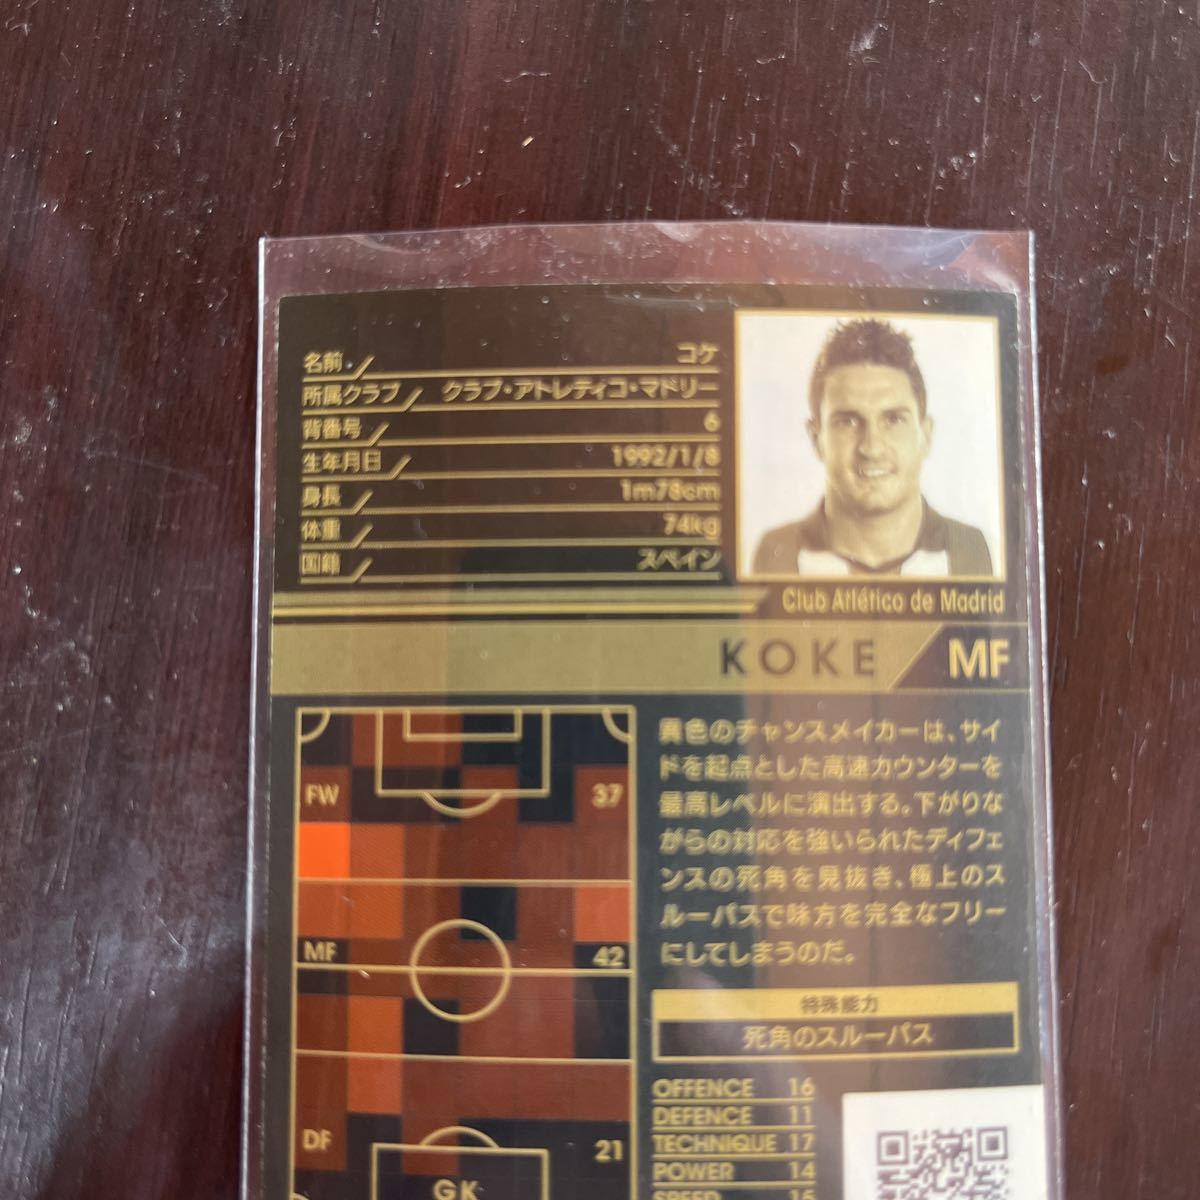 名前 コケ
所属クラブ クラブ・アトレティコ・マドリー
背番号 6
生年月日 1992/1/8
身長 1m78cm
体重 74kg
国籍 スペイン
Club Atlético de Madrid
KOKE MF
FW 37
MF 42
DF 21
GK
異色のチャンスメイカーは、サイ
ドを起点とした高速カウンターを
最高レベルに演出する。下がりな
がらの対応を強いられたディフェ
ンスの死角を見抜き、極上のス
ルーパスで味方を完全なフリー
にしてしまうのだ。
特殊能力
死角のスルーパス
OFFENCE 16
DEFENCE 11
TECHNIQUE 17
POWER 14
SPEED 15